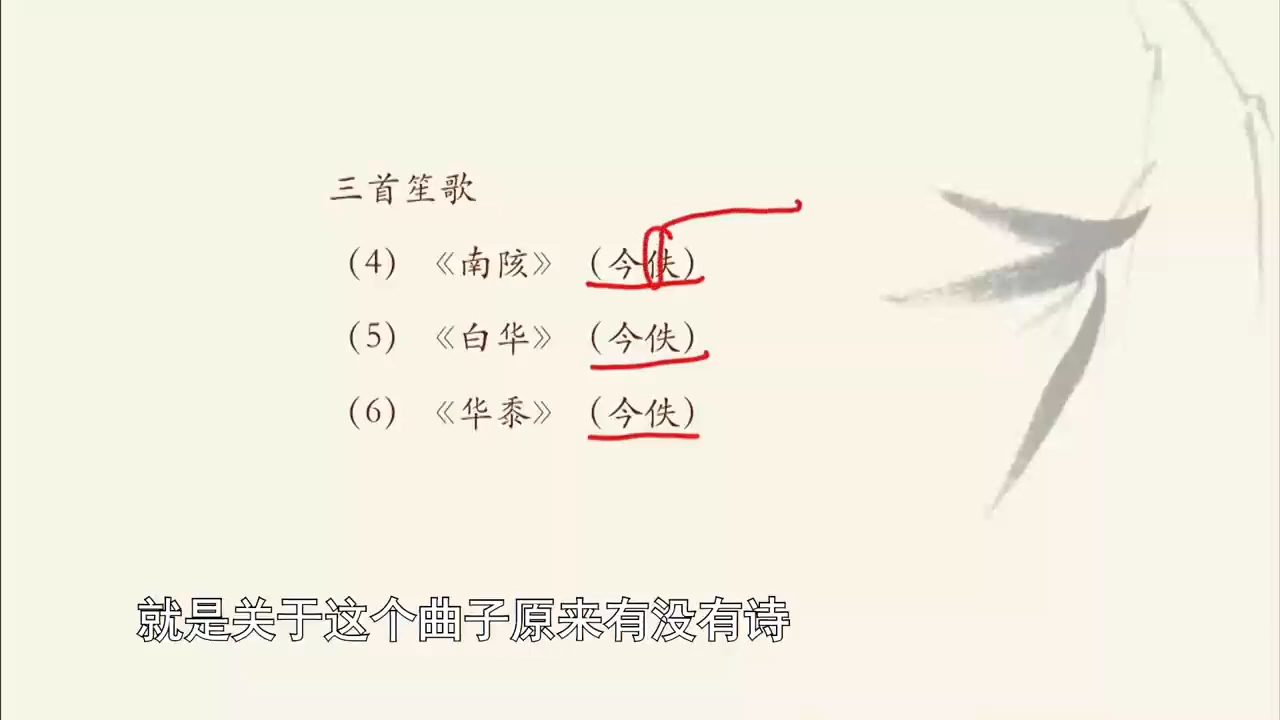 三首笙歌
(4) 《南陔》 (今佚)
(5) 《白华》 (今佚)
(6) 《华黍》 (今佚)
就是关于这个曲子原来有没有诗